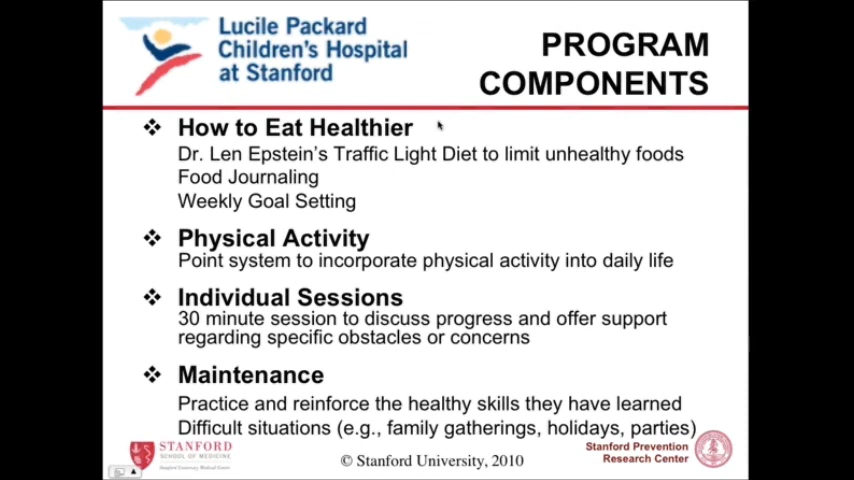 Lucile Packard
Children's Hospital
at Stanford
PROGRAM
COMPONENTS
❖ How to Eat Healthier
Dr. Len Epstein's Traffic Light Diet to limit unhealthy foods
Food Journaling
Weekly Goal Setting
❖ Physical Activity
Point system to incorporate physical activity into daily life
❖ Individual Sessions
30 minute session to discuss progress and offer support
regarding specific obstacles or concerns
❖ Maintenance
Practice and reinforce the healthy skills they have learned
Difficult situations (e.g., family gatherings, holidays, parties)
STANFORD
SCHOOL OF MEDICINE
Stanford University Medical Center
© Stanford University, 2010
Stanford Prevention
Research Center